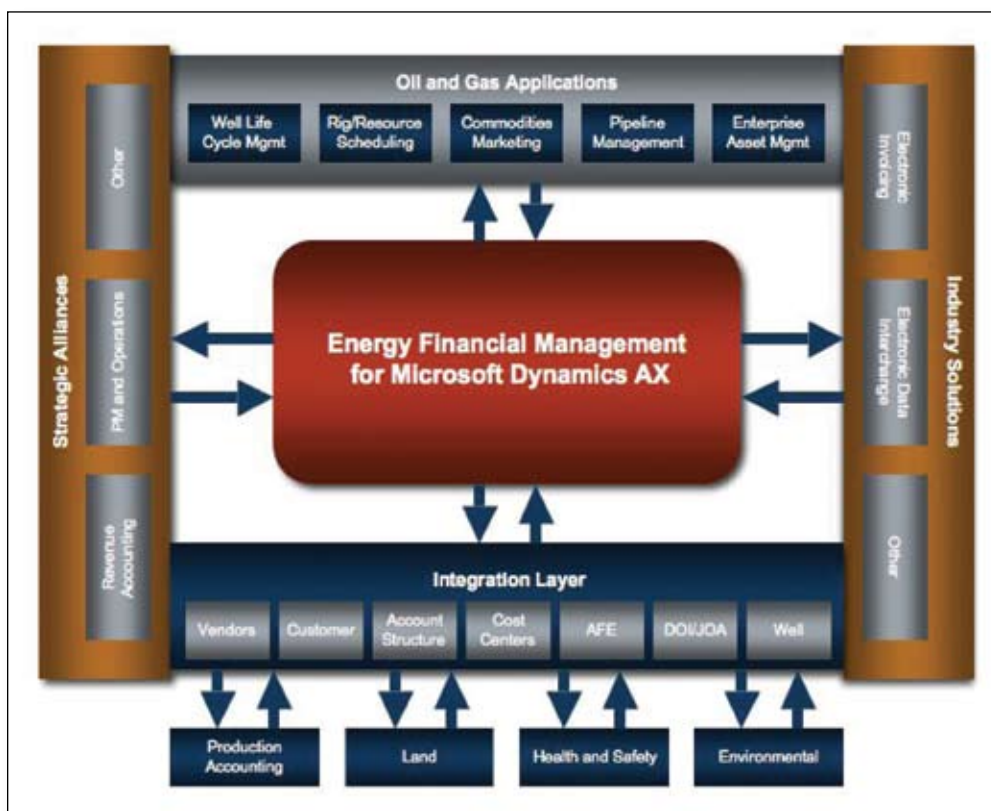 Oil and Gas Applications
Well Life
Cycle Mgmt
Rig/Resource
Scheduling
Commodities
Marketing
Pipeline
Management
Enterprise
Asset Mgmt
Strategic Alliances
Other
PM and Operations
Revenue
Accounting
Energy Financial Management
for Microsoft Dynamics AX
Electronic
Invoicing
Electronic Data
Interchange
Other
Industry Solutions
Integration Layer
Vendors
Customer
Account
Structure
Cost
Centers
AFE
DOI/JOA
Well
Production
Accounting
Land
Health and Safety
Environmental